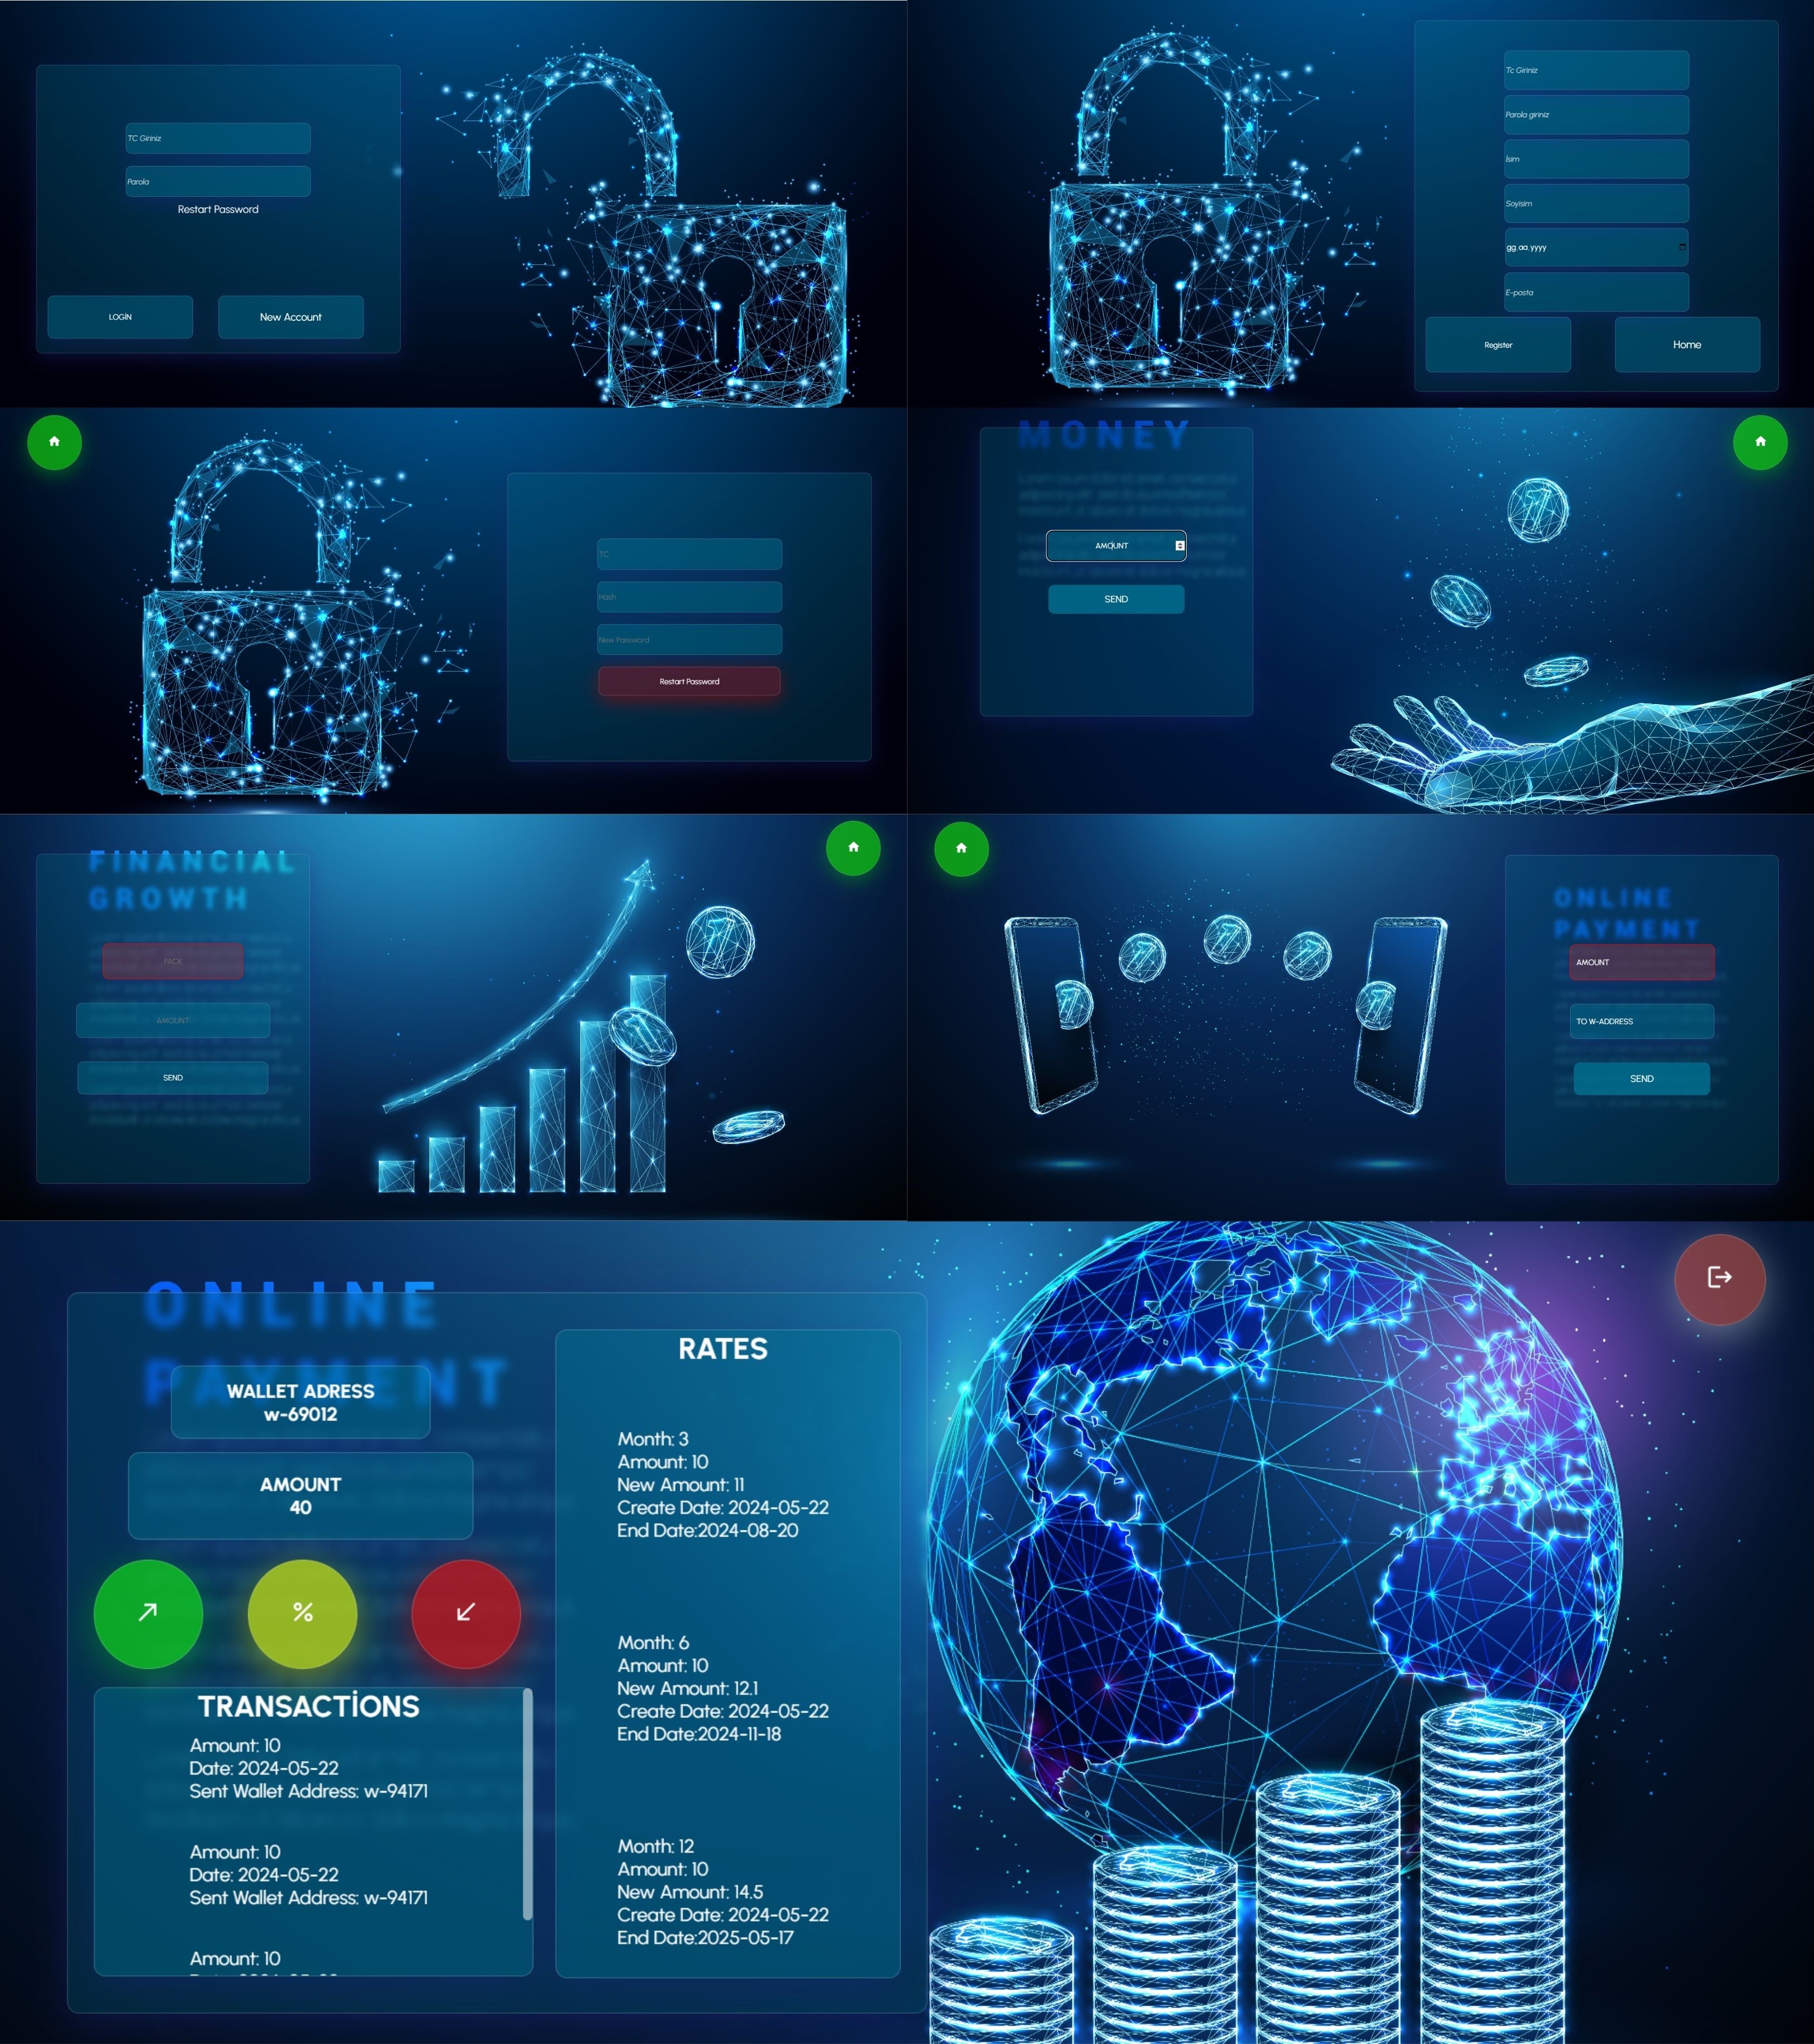 TC Giriniz
Parola
Restart Password
LOGİN
New Account
Tc Giriniz
Parola giriniz
İsim
Soyisim
gg.aa.yyyy
E-posta
Register
Home
TC
Hash
New Password
Restart Password
MONEY
AMOUNT
SEND
FINANCIAL
GROWTH
PACK
AMOUNT
SEND
ONLINE
PAYMENT
AMOUNT
TO W-ADDRESS
SEND
ONLINE
PAYMENT
WALLET ADRESS
w-69012
AMOUNT
40
%
TRANSACTİONS
Amount: 10
Date: 2024-05-22
Sent Wallet Address: w-94171
Amount: 10
Date: 2024-05-22
Sent Wallet Address: w-94171
Amount: 10
RATES
Month: 3
Amount: 10
New Amount: 11
Create Date: 2024-05-22
End Date:2024-08-20
Month: 6
Amount: 10
New Amount: 12.1
Create Date: 2024-05-22
End Date:2024-11-18
Month: 12
Amount: 10
New Amount: 14.5
Create Date: 2024-05-22
End Date:2025-05-17